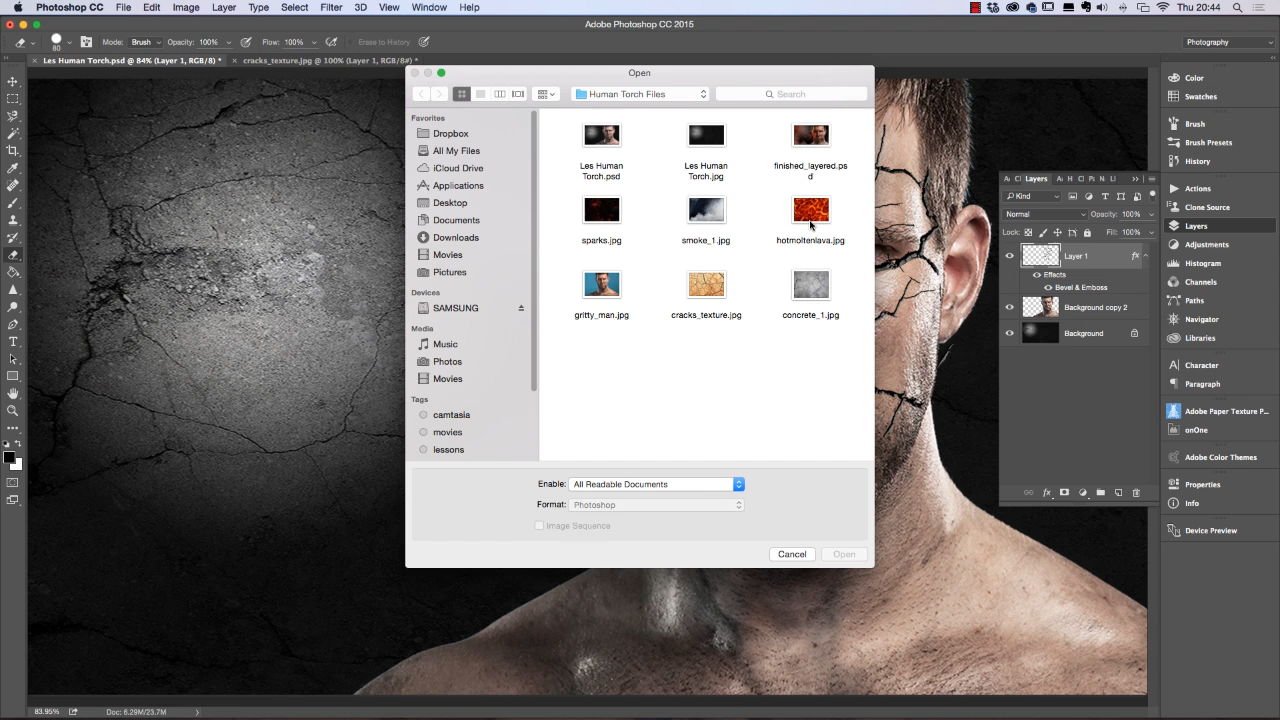 Photoshop CC File Edit Image Layer Type Select Filter 3D View Window Help Thu 20:44
Adobe Photoshop CC 2015
80 Mode: Brush Opacity: 100% Flow: 100% Erase to History Photography
Les Human Torch.psd @ 84% (Layer 1, RGB/8) * cracks_texture.jpg @ 100% (Layer 1, RGB/8#) *
Open
Human Torch Files Search
Favorites
Dropbox
All My Files
iCloud Drive
Applications
Desktop
Documents
Downloads
Movies
Pictures
Devices
SAMSUNG
Media
Music
Photos
Movies
Tags
camtasia
movies
lessons
Les Human
Torch.psd
Les Human
Torch.jpg
finished_layered.ps
d
sparks.jpg
smoke_1.jpg
hotmoltenlava.jpg
gritty_man.jpg
cracks_texture.jpg
concrete_1.jpg
Enable: All Readable Documents
Format: Photoshop
Image Sequence
Cancel Open
Layers
Kind
Normal Opacity: 100%
Lock: Fill: 100%
Layer 1 fx
Effects
Bevel & Emboss
Background copy 2
Background
fx
Color
Swatches
Brush
Brush Presets
History
Actions
Clone Source
Layers
Adjustments
Histogram
Channels
Paths
Navigator
Libraries
Character
Paragraph
Adobe Paper Texture P...
onOne
Adobe Color Themes
Properties
Info
Device Preview
83.95% Doc: 6.29M/23.7M